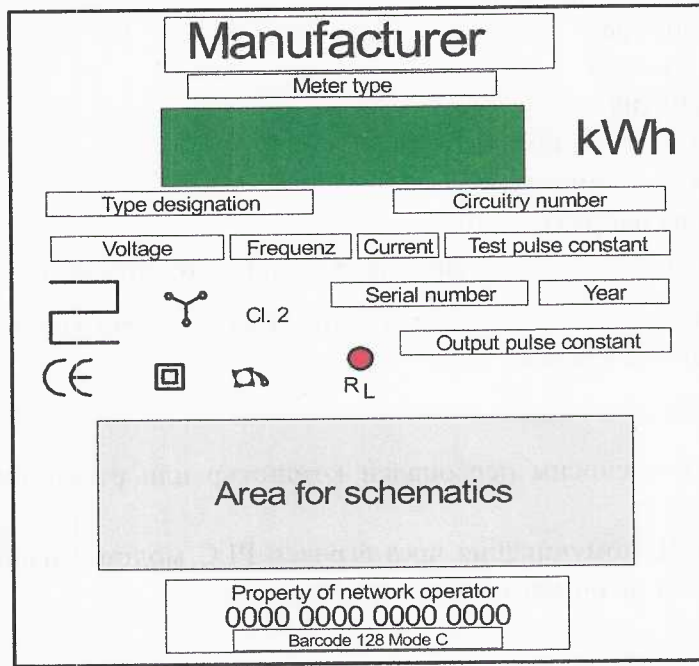 Manufacturer
Meter type
kWh
Type designation Circuitry number
Voltage Frequenz Current Test pulse constant
Cl. 2 Serial number Year
Output pulse constant
CE
RL
Area for schematics
Property of network operator
0000 0000 0000 0000
Barcode 128 Mode C